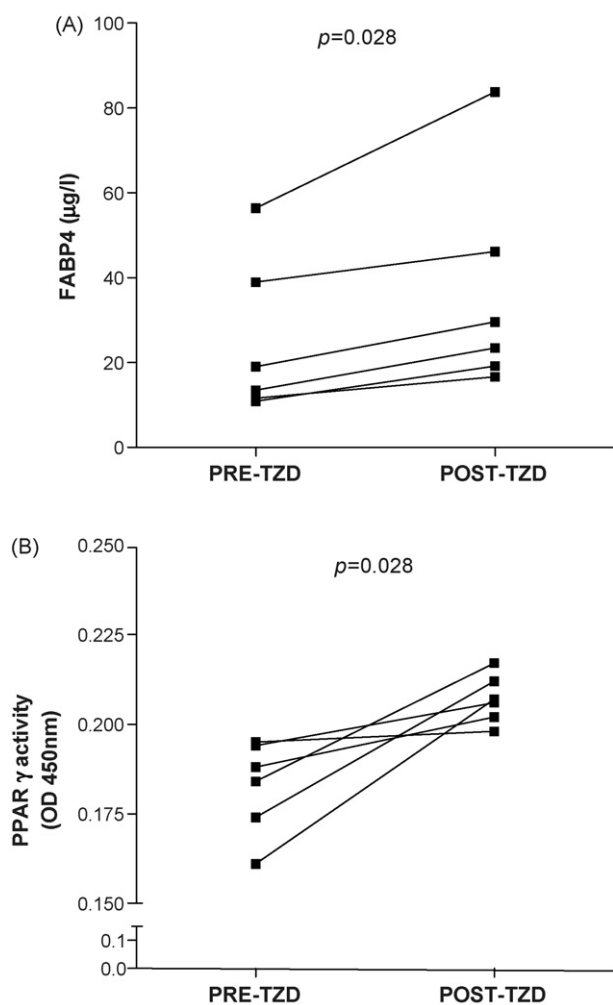 (A)
p=0.028
FABP4 (μg/l)
100
80
60
40
20
0
PRE-TZD
POST-TZD
(B)
p=0.028
PPAR γ activity
(OD 450nm)
0.250
0.225
0.200
0.175
0.150
0.1
0.0
PRE-TZD
POST-TZD